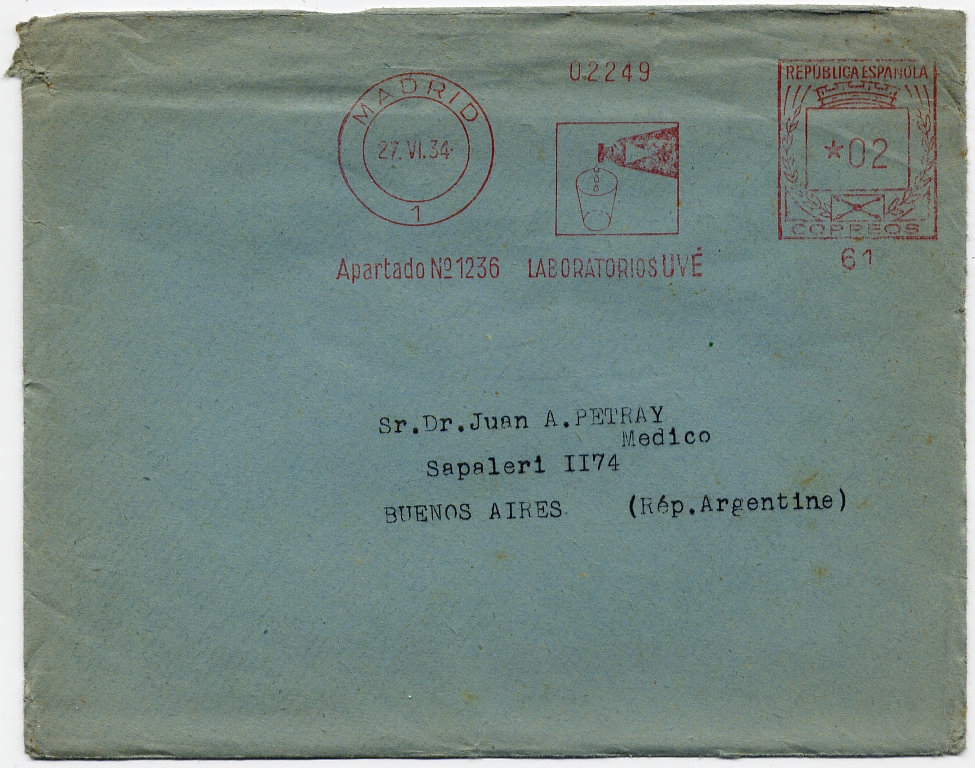 02249
REPÚBLICA ESPAÑOLA
MADRID
27.VI.34
1
*02
CORREOS
61
Apartado Nº 1236 LABORATORIOS UVÉ
Sr.Dr.Juan A.PETRAY
Medico
Sapaleri II74
BUENOS AIRES (Rép.Argentine)